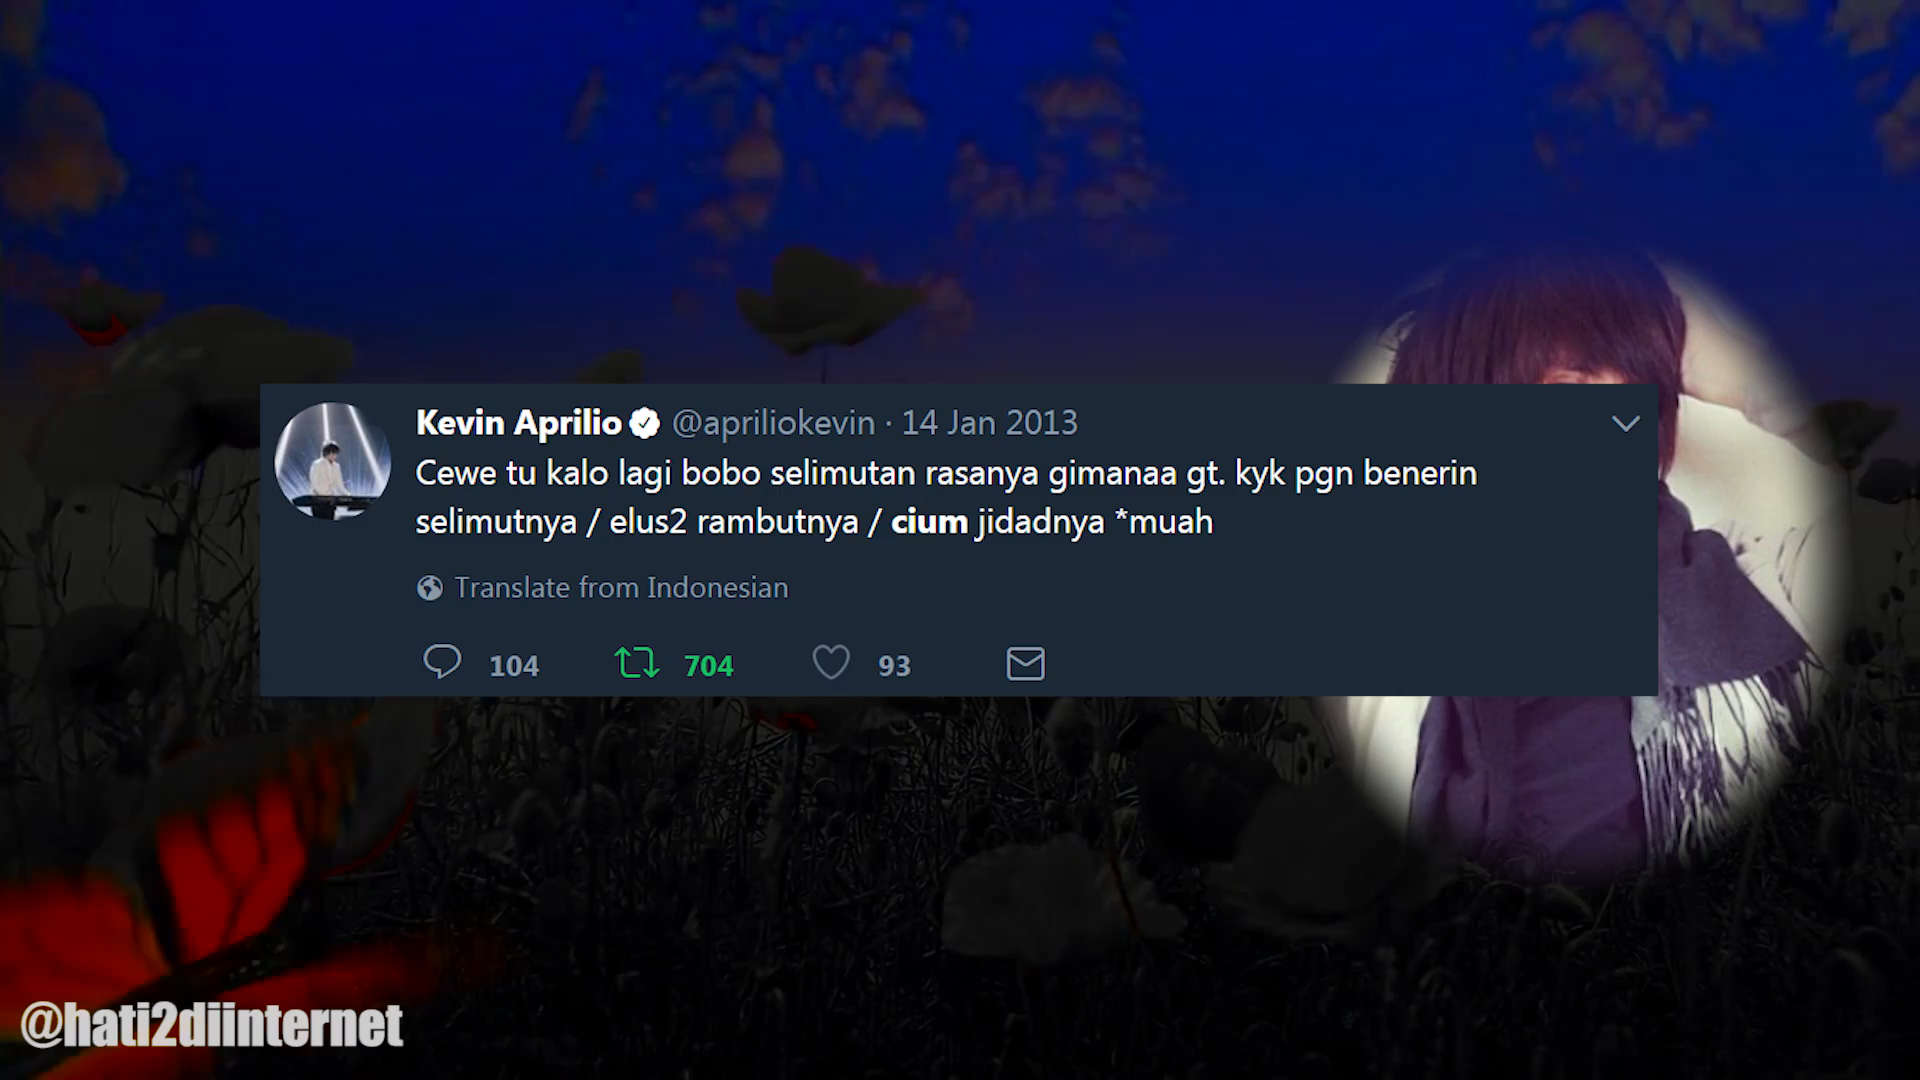 Kevin Aprilio @apriliokevin · 14 Jan 2013
Cewe tu kalo lagi bobo selimutan rasanya gimanaa gt. kyk pgn benerin
selimutnya / elus2 rambutnya / cium jidadnya *muah
Translate from Indonesian
104 704 93
@hati2diinternet